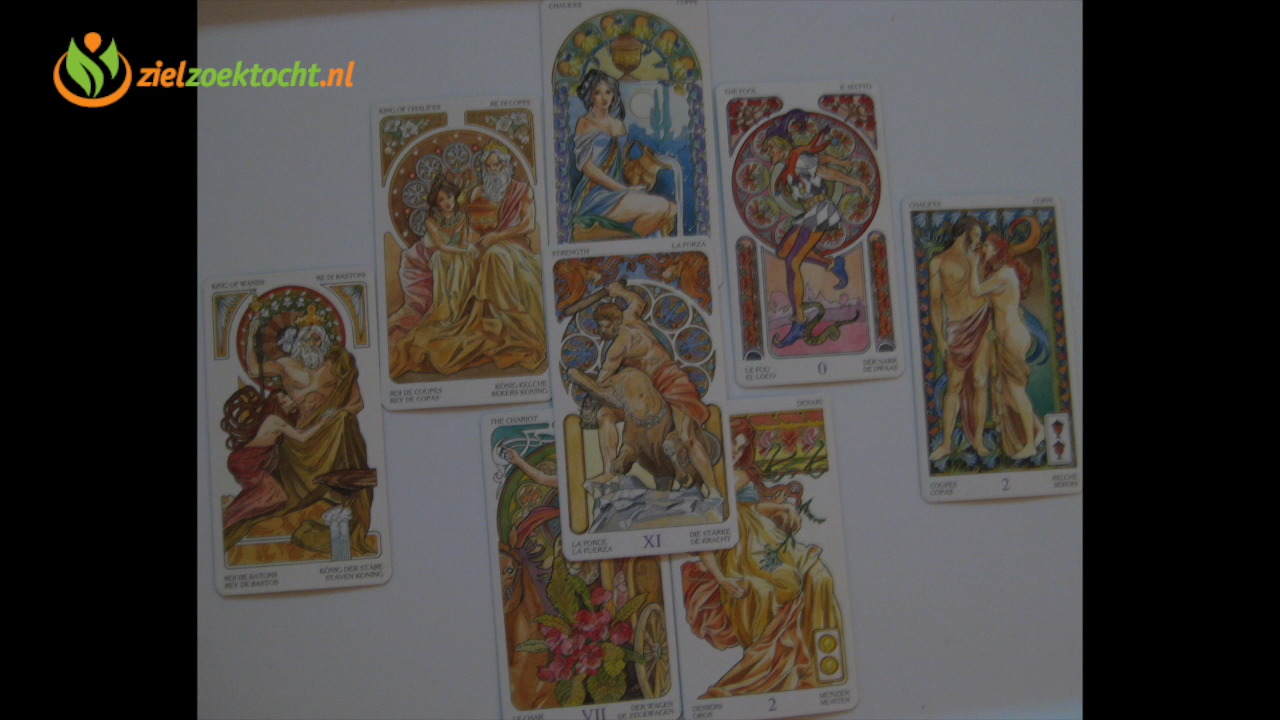 zielzoektocht.nl
CHALICES
COPPE
KING OF CHALICES
RE DI COPPE
THE FOOL
IL MATTO
CHALICES
COPPE
STRENGTH
LA FORZA
KING OF WANDS
RE DI BASTONI
LE FOU
EL LOCO
0
DER NARR
DE DWAAS
ROI DE COUPES
REY DE COPAS
KÖNIG KELCHE
BEKERS KONING
THE CHARIOT
DENARI
COUPES
COPAS
2
KELCHE
BEKERS
LA FORCE
LA FUERZA
XI
DIE STÄRKE
DE KRACHT
ROI DE BATONS
REY DE BASTOS
KÖNIG DER STÄBE
STAVEN KONING
LE CHAR
VII
DER WAGEN
DE ZEGEWAGEN
DENIERS
OROS
2
MÜNZEN
MUNTEN